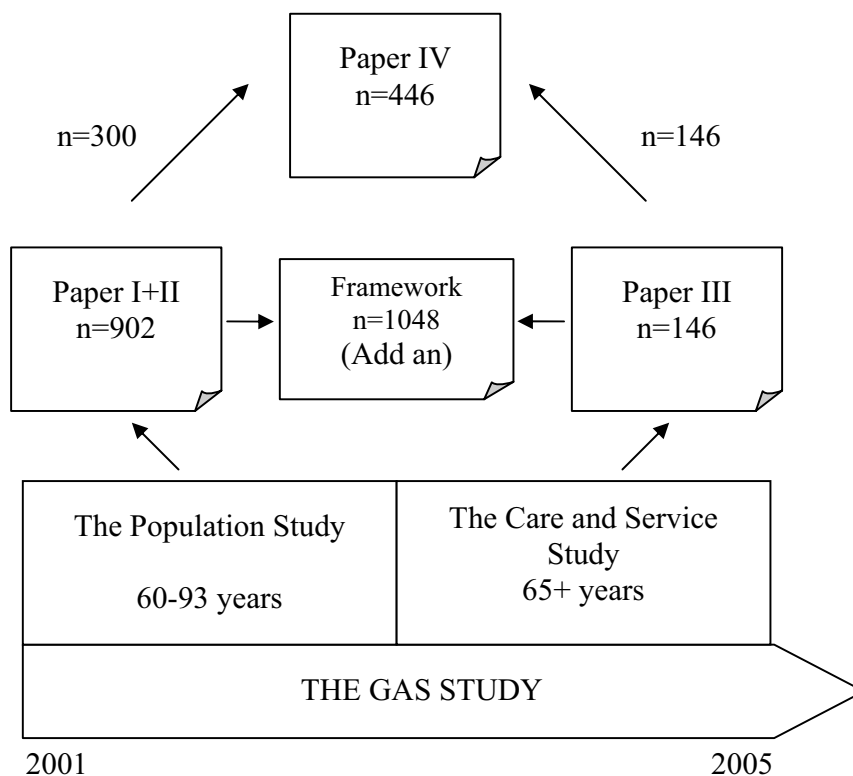 Paper IV
n=446
n=300
n=146
Paper I+II
n=902
Framework
n=1048
(Add an)
Paper III
n=146
The Population Study
60-93 years
The Care and Service
Study
65+ years
THE GAS STUDY
2001
2005